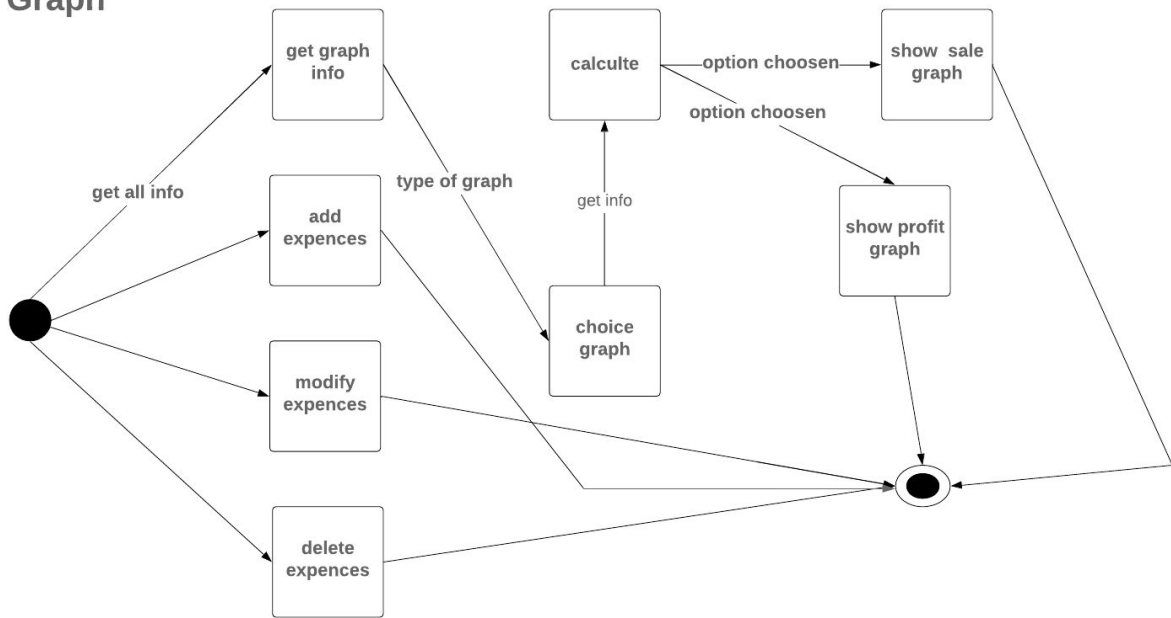 Graph
get graph
info
calculte
option choosen
show sale
graph
option choosen
get all info
type of graph
get info
add
expences
show profit
graph
choice
graph
modify
expences
delete
expences